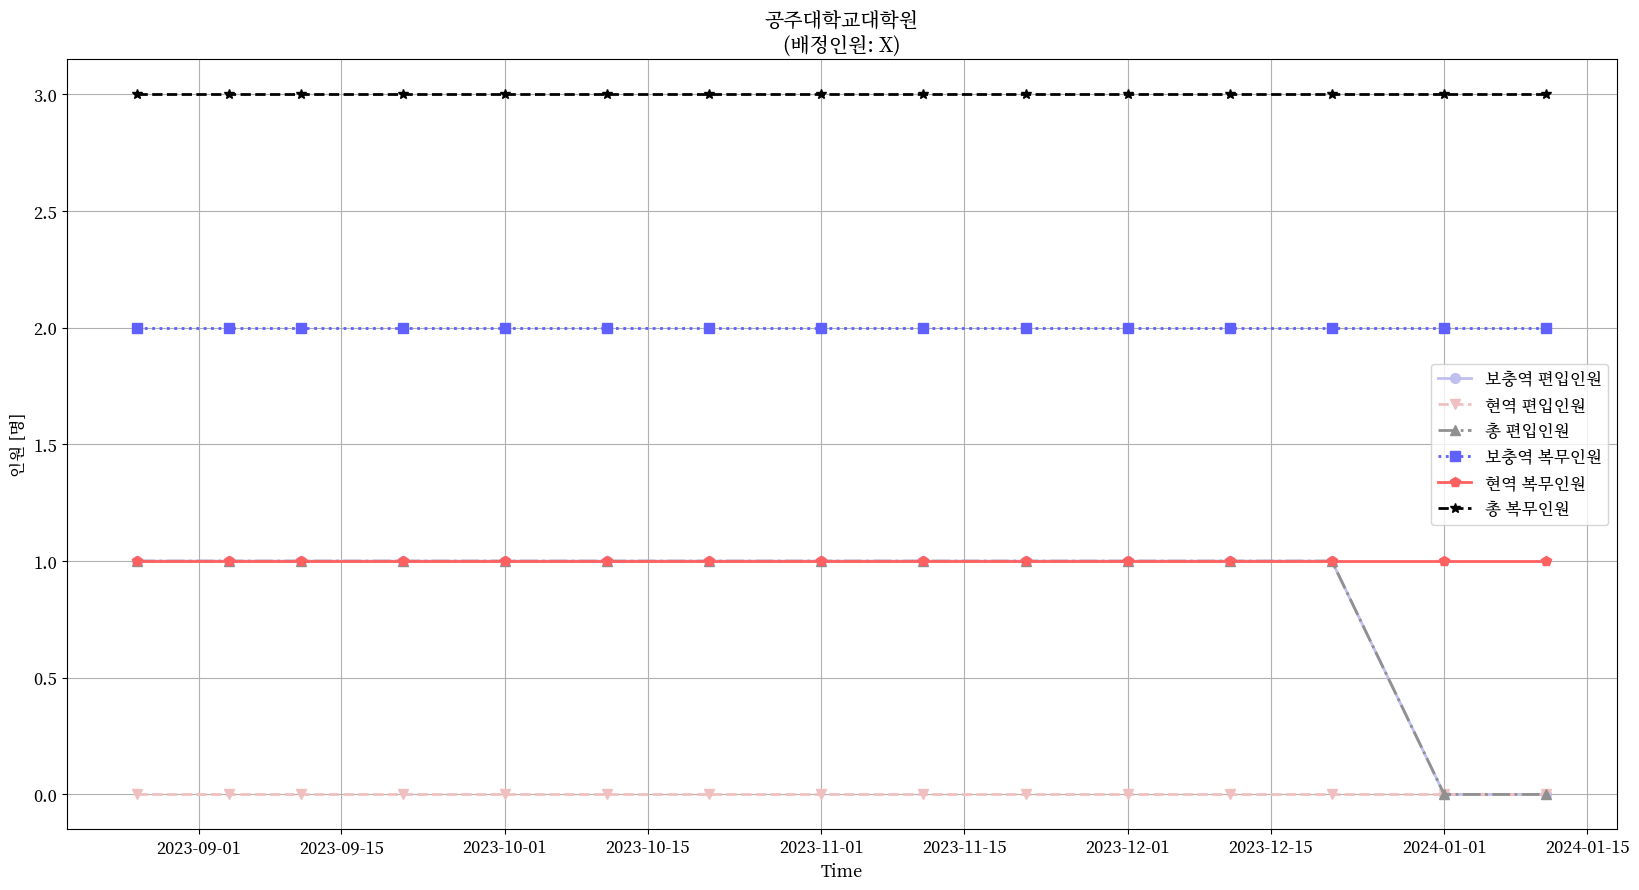 공주대학교대학원
(배정인원: X)
3.0
2.5
2.0
1.5
1.0
0.5
0.0
인원 [명]
보충역 편입인원
현역 편입인원
총 편입인원
보충역 복무인원
현역 복무인원
총 복무인원
2023-09-01
2023-09-15
2023-10-01
2023-10-15
2023-11-01
2023-11-15
2023-12-01
2023-12-15
2024-01-01
2024-01-15
Time